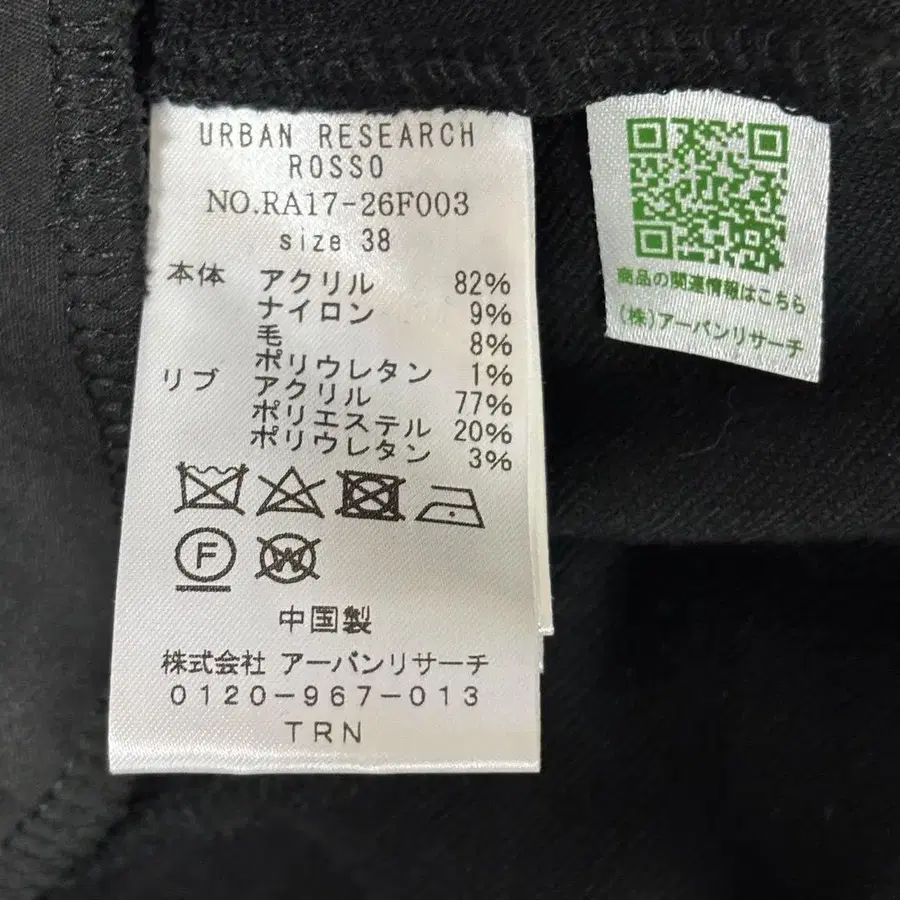 URBAN RESEARCH
ROSSO
NO.RA17-26F003
size 38
本体 アクリル 82%
ナイロン 9%
毛 8%
ポリウレタン 1%
リブ アクリル 77%
ポリエステル 20%
ポリウレタン 3%
F
W
中国製
株式会社 アーバンリサーチ
0120-967-013
TRN
商品の関連情報はこちら
(株)アーバンリサーチ